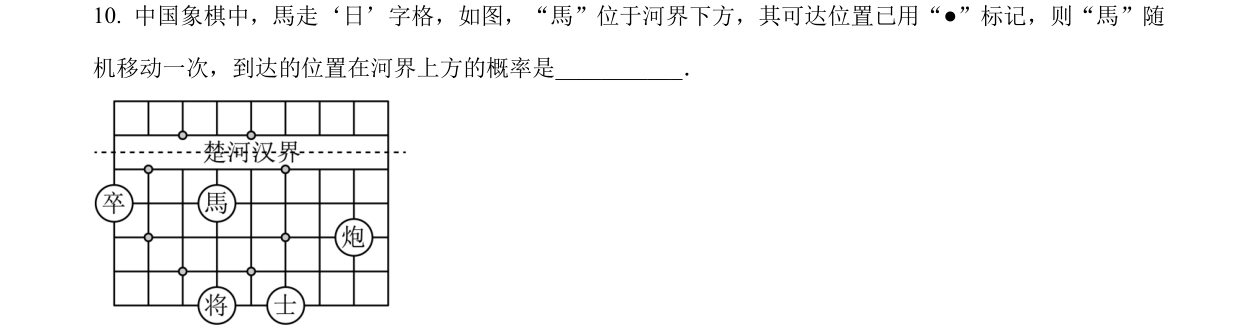 10. 中国象棋中，馬走‘日’字格，如图，“馬”位于河界下方，其可达位置已用“●”标记，则“馬”随
机移动一次，到达的位置在河界上方的概率是___________．
楚河汉界
卒
馬
炮
将
士